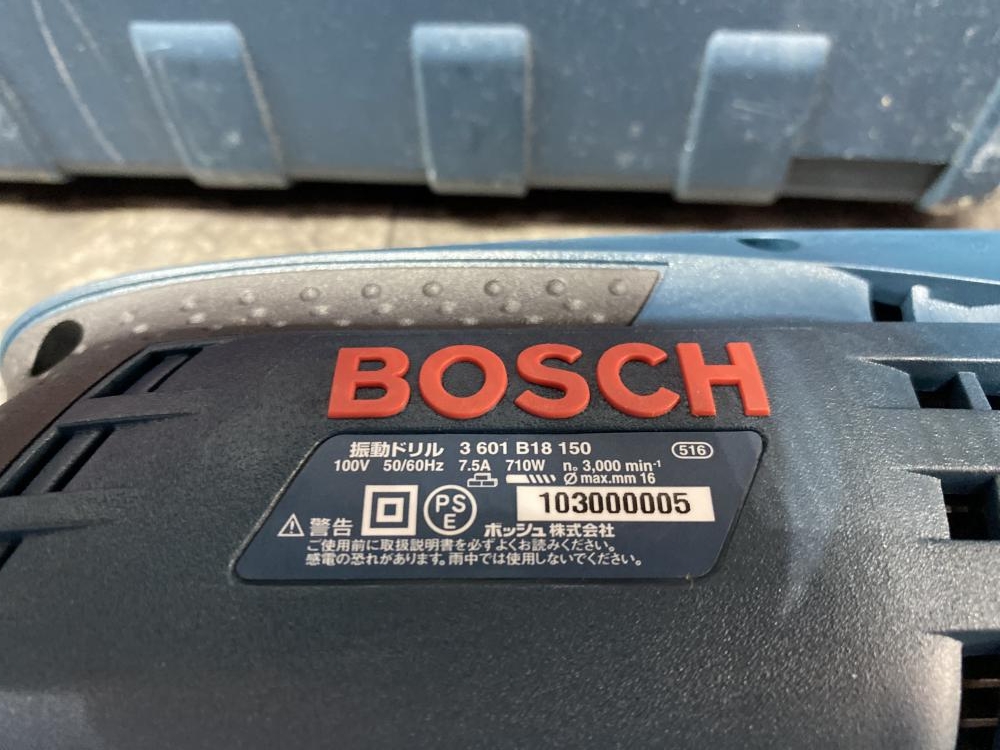 BOSCH
振動ドリル 3 601 B18 150 516
100V 50/60Hz 7.5A 710W n₀ 3,000 min⁻¹
Ø max.mm 16
103000005
PS
E
⚠警告 ボッシュ株式会社
ご使用前に取扱説明書を必ずよくお読みください。
感電の恐れがあります。雨中では使用しないでください。